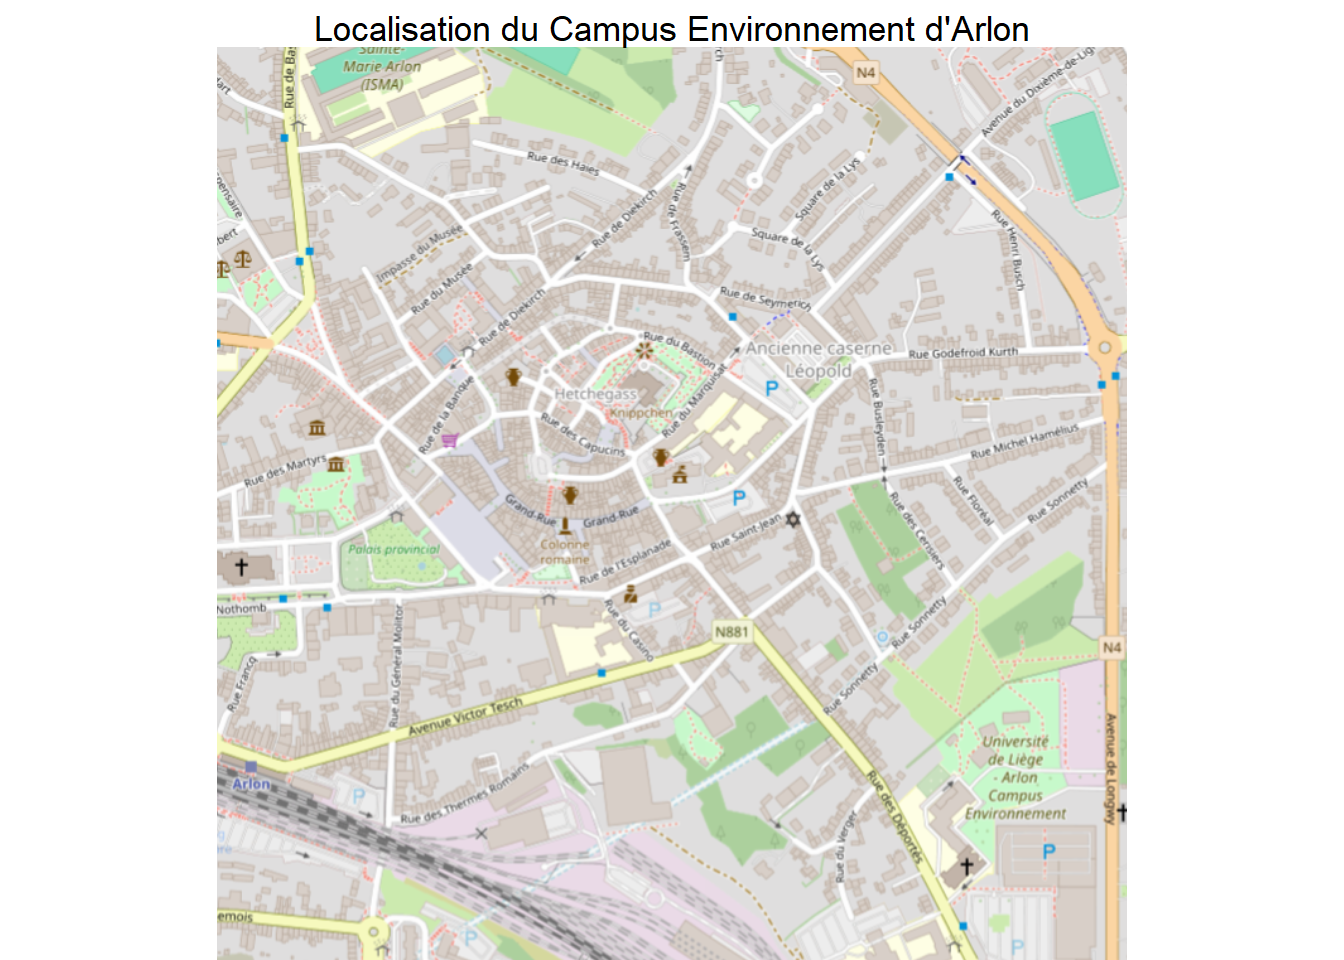 Localisation du Campus Environnement d'Arlon
Sainte-
Marie Arlon
(ISMA)
Rue de Bas
N4
Avenue du Dixième-de-Lig
Rue des Haies
Rue de Diekirch
Rue de Frassem
Square de la Lys
Square de la Lys
Rue Henri Busch
Impasse du Musée
Rue du Musée
Rue de Diekirch
Rue de Seymerich
Rue du Bastion
Ancienne caserne
Léopold
Rue Godefroid Kurth
P
Hetchegass
Knippchen
Rue du Marquisat
Rue de la Banque
Rue des Capucins
Rue Busleyden
Rue Michel Hamélius
Rue des Martyrs
Grand-Rue
Grand-Rue
P
Rue Floréal
Rue Sonnetty
Rue des Cerisiers
Rue Saint-Jean
Colonne
romaine
Palais provincial
Rue de l'Esplanade
Nothomb
P
Rue du Casino
N881
Rue Sonnetty
Rue Sonnetty
N4
Rue Francq
Rue du Général Molitor
Avenue Victor Tesch
Université
de Liège
- Arlon
Campus
Environnement
Avenue de Longwy
Arlon
P
Rue des Thermes Romains
Rue des Déportés
Rue du Verger
P
emois
P
P